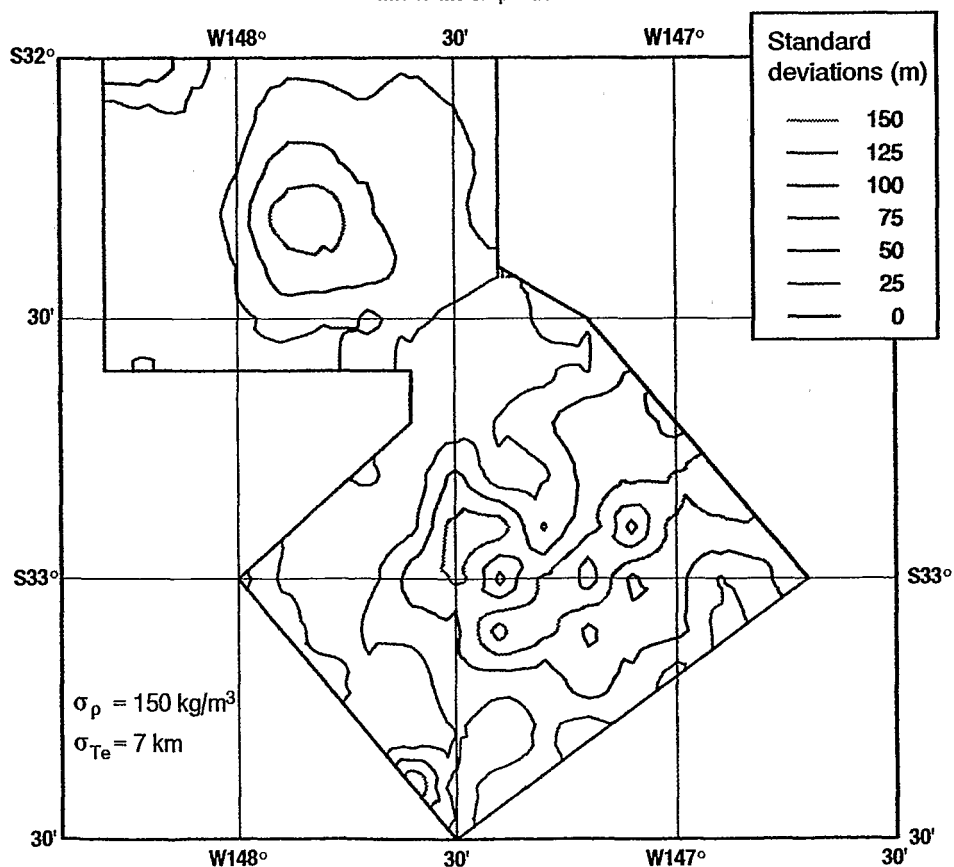 W148° 30' W147°
S32°
Standard
deviations (m)
150
125
100
75
50
25
0
30'
S33° S33°
σρ = 150 kg/m³
σTe = 7 km
30' 30'
W148° 30' W147° 30'